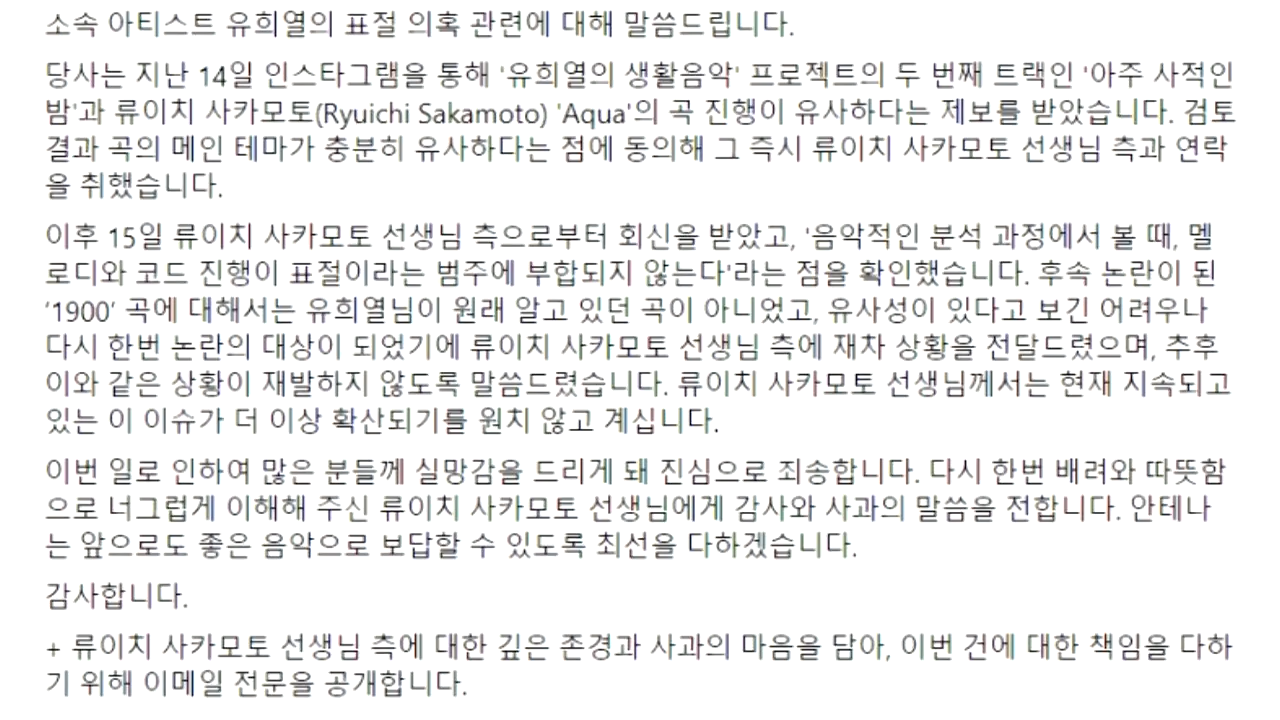 소속 아티스트 유희열의 표절 의혹 관련에 대해 말씀드립니다.
당사는 지난 14일 인스타그램을 통해 '유희열의 생활음악' 프로젝트의 두 번째 트랙인 '아주 사적인
밤'과 류이치 사카모토(Ryuichi Sakamoto) 'Aqua'의 곡 진행이 유사하다는 제보를 받았습니다. 검토
결과 곡의 메인 테마가 충분히 유사하다는 점에 동의해 그 즉시 류이치 사카모토 선생님 측과 연락
을 취했습니다.
이후 15일 류이치 사카모토 선생님 측으로부터 회신을 받았고, '음악적인 분석 과정에서 볼 때, 멜
로디와 코드 진행이 표절이라는 범주에 부합되지 않는다'라는 점을 확인했습니다. 후속 논란이 된
‘1900’ 곡에 대해서는 유희열님이 원래 알고 있던 곡이 아니었고, 유사성이 있다고 보긴 어려우나
다시 한번 논란의 대상이 되었기에 류이치 사카모토 선생님 측에 재차 상황을 전달드렸으며, 추후
이와 같은 상황이 재발하지 않도록 말씀드렸습니다. 류이치 사카모토 선생님께서는 현재 지속되고
있는 이 이슈가 더 이상 확산되기를 원치 않고 계십니다.
이번 일로 인하여 많은 분들께 실망감을 드리게 돼 진심으로 죄송합니다. 다시 한번 배려와 따뜻함
으로 너그럽게 이해해 주신 류이치 사카모토 선생님에게 감사와 사과의 말씀을 전합니다. 안테나
는 앞으로도 좋은 음악으로 보답할 수 있도록 최선을 다하겠습니다.
감사합니다.
+ 류이치 사카모토 선생님 측에 대한 깊은 존경과 사과의 마음을 담아, 이번 건에 대한 책임을 다하
기 위해 이메일 전문을 공개합니다.